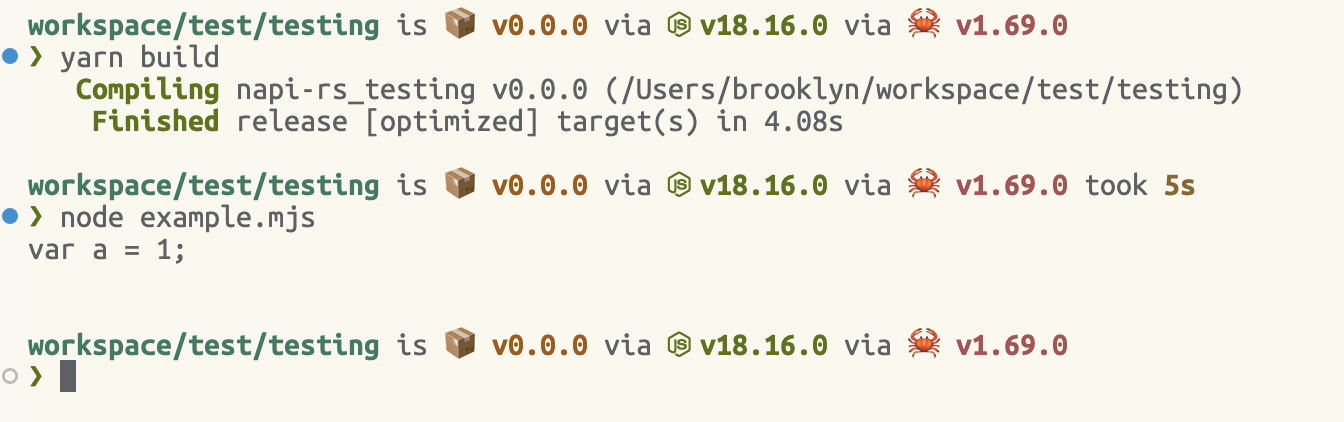 workspace/test/testing is 📦 v0.0.0 via v18.16.0 via 🦀 v1.69.0
❯ yarn build
Compiling napi-rs_testing v0.0.0 (/Users/brooklyn/workspace/test/testing)
Finished release [optimized] target(s) in 4.08s
workspace/test/testing is 📦 v0.0.0 via v18.16.0 via 🦀 v1.69.0 took 5s
❯ node example.mjs
var a = 1;
workspace/test/testing is 📦 v0.0.0 via v18.16.0 via 🦀 v1.69.0
❯